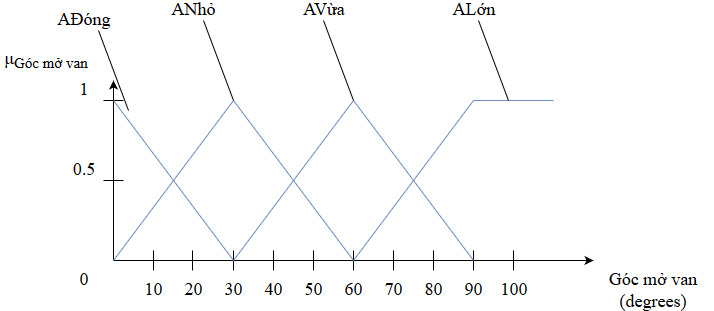 AĐóng
ANhỏ
AVừa
ALớn
μGóc mở van
1
0.5
0
10 20 30 40 50 60 70 80 90 100
Góc mở van
(degrees)